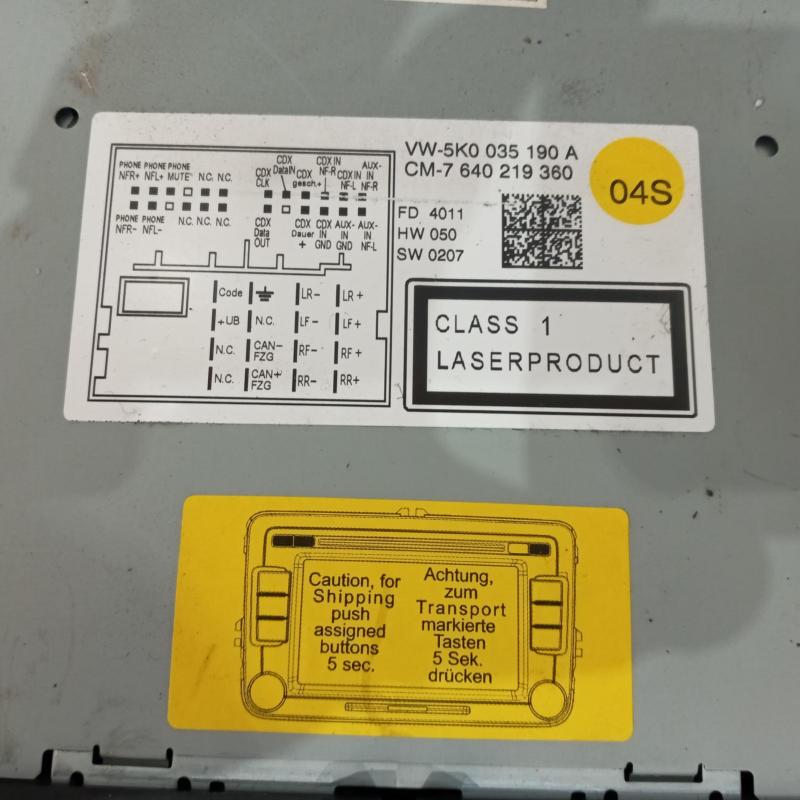 VW-5K0 035 190 A
CM-7 640 219 360
04S
FD 4011
HW 050
SW 0207
PHONE NFR+
PHONE NFL+
PHONE MUTE
N.C. N.C.
PHONE NFR-
PHONE NFL-
N.C. N.C. N.C.
CDX CLK
CDX DataIN
CDX gesch.+
CDX IN NF-R
CDX IN NF-L
AUX-IN NF-R
CDX Data OUT
CDX Dauer +
CDX IN GND
AUX-IN GND
AUX-IN NF-L
Code LR- LR+
+UB N.C. LF- LF+
N.C. CAN-FZG RF- RF+
N.C. CAN+FZG RR- RR+
CLASS 1
LASERPRODUCT
Caution, for
Shipping
push
assigned
buttons
5 sec.
Achtung,
zum
Transport
markierte
Tasten
5 Sek.
drücken